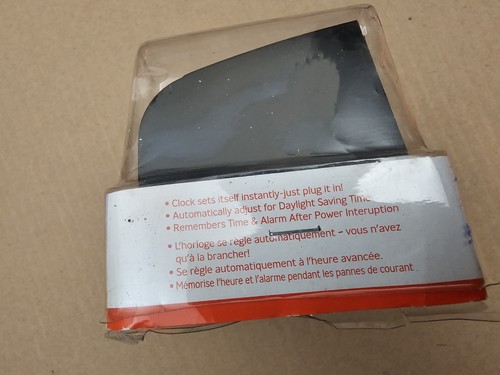 • Clock sets itself instantly-just plug it in!
• Automatically adjust for Daylight Saving Time
• Remembers Time & Alarm After Power Interuption
• L'horloge se règle automatiquement – vous n'avez
qu'à la brancher!
• Se règle automatiquement à l'heure avancée.
• Mémorise l'heure et l'alarme pendant les pannes de courant